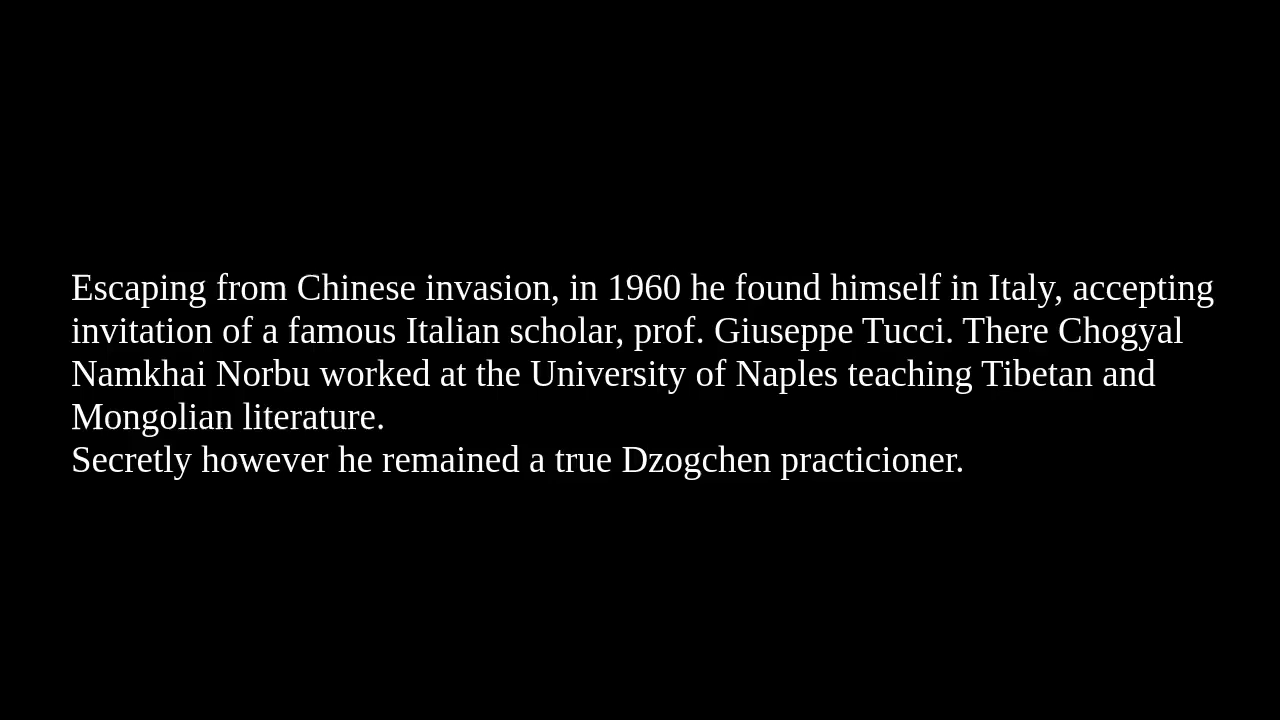 Escaping from Chinese invasion, in 1960 he found himself in Italy, accepting
invitation of a famous Italian scholar, prof. Giuseppe Tucci. There Chogyal
Namkhai Norbu worked at the University of Naples teaching Tibetan and
Mongolian literature.
Secretly however he remained a true Dzogchen practicioner.